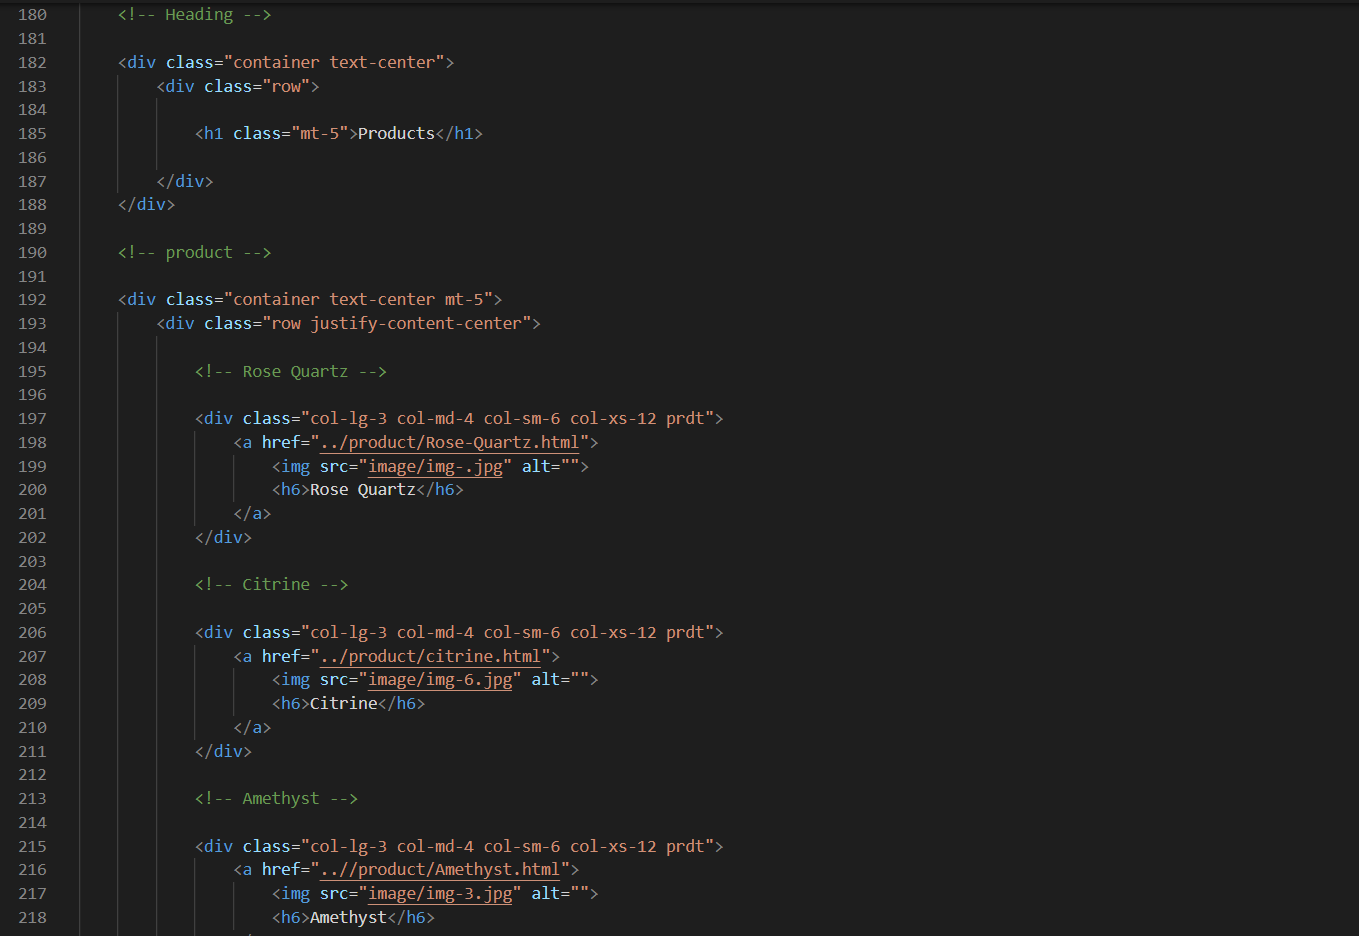 180 <!-- Heading -->
181
182 <div class="container text-center">
183 <div class="row">
184
185 <h1 class="mt-5">Products</h1>
186
187 </div>
188 </div>
189
190 <!-- product -->
191
192 <div class="container text-center mt-5">
193 <div class="row justify-content-center">
194
195 <!-- Rose Quartz -->
196
197 <div class="col-lg-3 col-md-4 col-sm-6 col-xs-12 prdt">
198 <a href="../product/Rose-Quartz.html">
199 <img src="image/img-.jpg" alt="">
200 <h6>Rose Quartz</h6>
201 </a>
202 </div>
203
204 <!-- Citrine -->
205
206 <div class="col-lg-3 col-md-4 col-sm-6 col-xs-12 prdt">
207 <a href="../product/citrine.html">
208 <img src="image/img-6.jpg" alt="">
209 <h6>Citrine</h6>
210 </a>
211 </div>
212
213 <!-- Amethyst -->
214
215 <div class="col-lg-3 col-md-4 col-sm-6 col-xs-12 prdt">
216 <a href="..//product/Amethyst.html">
217 <img src="image/img-3.jpg" alt="">
218 <h6>Amethyst</h6>